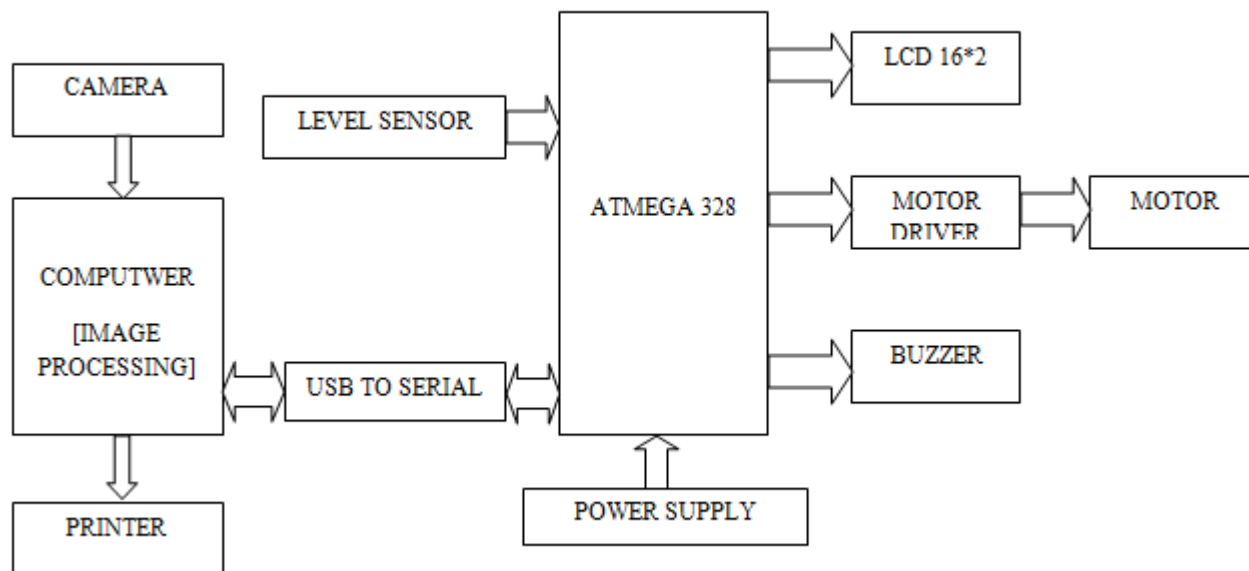 CAMERA
COMPUTWER
[IMAGE
PROCESSING]
PRINTER
LEVEL SENSOR
USB TO SERIAL
ATMEGA 328
POWER SUPPLY
LCD 16*2
MOTOR
DRIVER
MOTOR
BUZZER